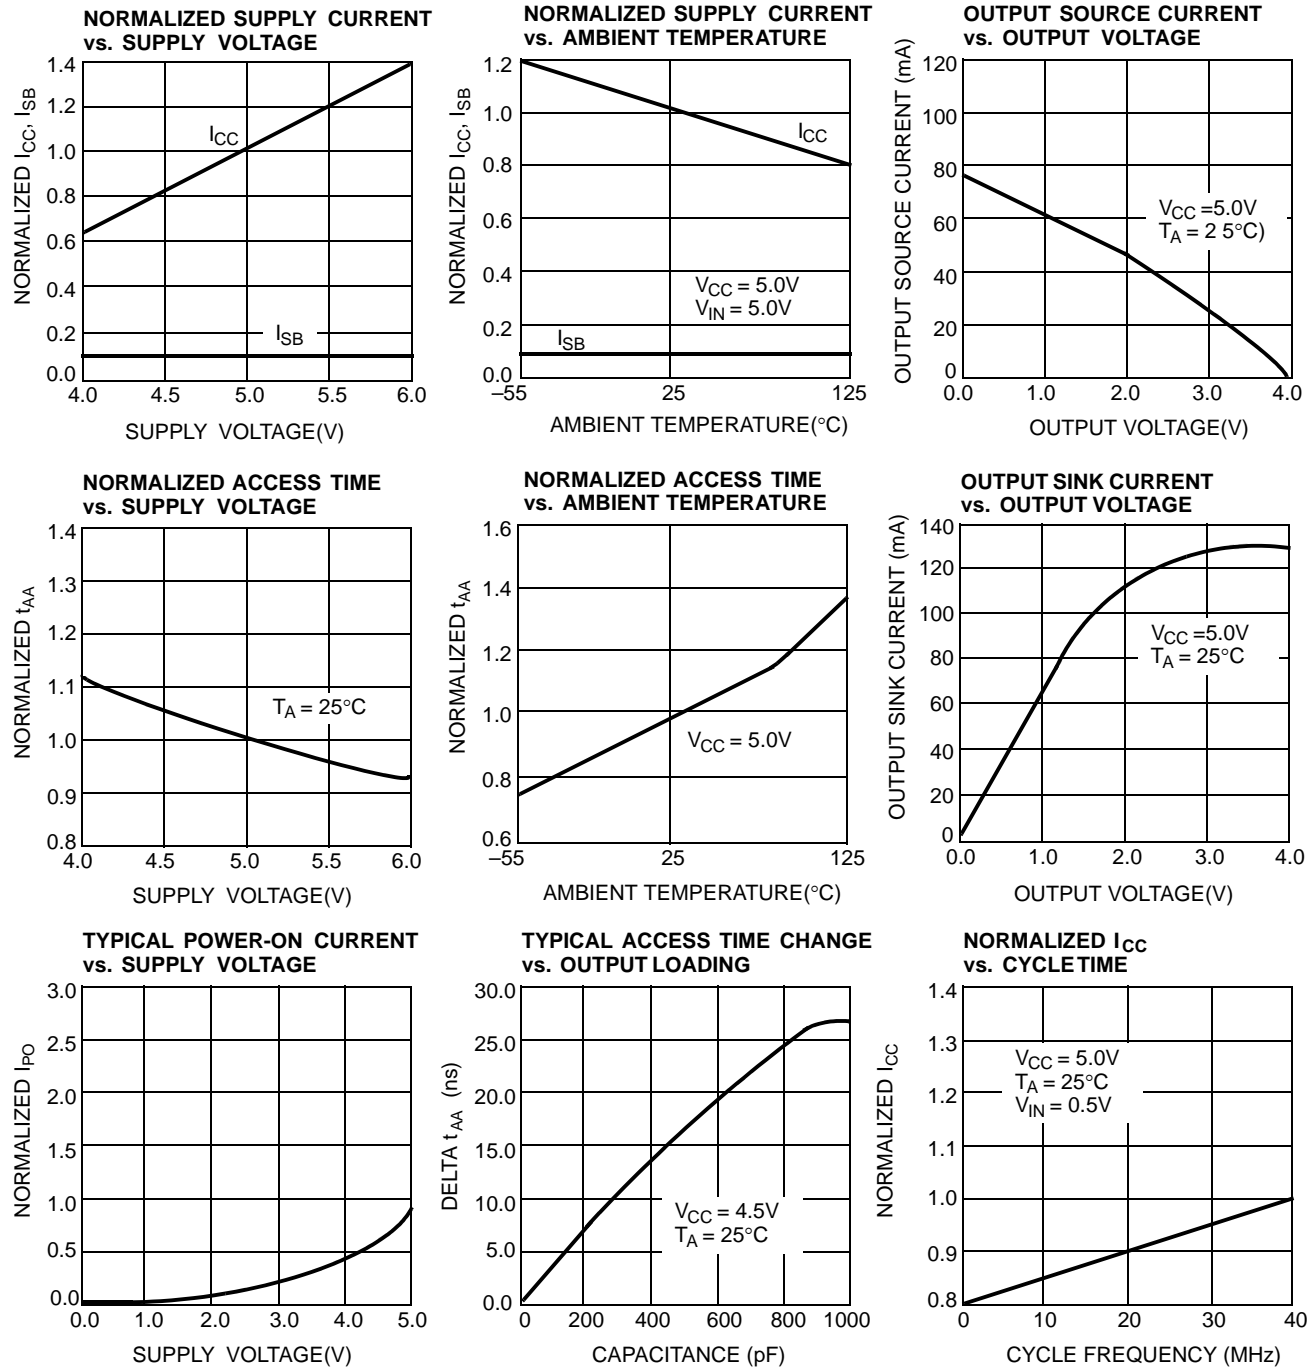 NORMALIZED SUPPLY CURRENT
vs. SUPPLY VOLTAGE
NORMALIZED ICC, ISB
1.4
1.2
1.0
0.8
0.6
0.4
0.2
0.0
ICC
ISB
4.0 4.5 5.0 5.5 6.0
SUPPLY VOLTAGE(V)
NORMALIZED SUPPLY CURRENT
vs. AMBIENT TEMPERATURE
NORMALIZED ICC, ISB
1.2
1.0
0.8
0.6
0.4
0.2
0.0
ICC
VCC = 5.0V
VIN = 5.0V
ISB
–55 25 125
AMBIENT TEMPERATURE(°C)
OUTPUT SOURCE CURRENT
vs. OUTPUT VOLTAGE
OUTPUT SOURCE CURRENT (mA)
120
100
80
60
40
20
0
VCC =5.0V
TA = 2 5°C)
0.0 1.0 2.0 3.0 4.0
OUTPUT VOLTAGE(V)
NORMALIZED ACCESS TIME
vs. SUPPLY VOLTAGE
NORMALIZED tAA
1.4
1.3
1.2
1.1
1.0
0.9
0.8
TA = 25°C
4.0 4.5 5.0 5.5 6.0
SUPPLY VOLTAGE(V)
NORMALIZED ACCESS TIME
vs. AMBIENT TEMPERATURE
NORMALIZED tAA
1.6
1.4
1.2
1.0
0.8
0.6
VCC = 5.0V
–55 25 125
AMBIENT TEMPERATURE(°C)
OUTPUT SINK CURRENT
vs. OUTPUT VOLTAGE
OUTPUT SINK CURRENT (mA)
140
120
100
80
60
40
20
0
VCC =5.0V
TA = 25°C
0.0 1.0 2.0 3.0 4.0
OUTPUT VOLTAGE(V)
TYPICAL POWER-ON CURRENT
vs. SUPPLY VOLTAGE
NORMALIZED IPO
3.0
2.5
2.0
1.5
1.0
0.5
0.0
0.0 1.0 2.0 3.0 4.0 5.0
SUPPLY VOLTAGE(V)
TYPICAL ACCESS TIME CHANGE
vs. OUTPUT LOADING
DELTA tAA (ns)
30.0
25.0
20.0
15.0
10.0
5.0
0.0
VCC = 4.5V
TA = 25°C
0 200 400 600 800 1000
CAPACITANCE (pF)
NORMALIZED ICC
vs. CYCLETIME
NORMALIZED ICC
1.4
1.3
1.2
1.1
1.0
0.9
0.8
VCC = 5.0V
TA = 25°C
VIN = 0.5V
0 10 20 30 40
CYCLE FREQUENCY (MHz)